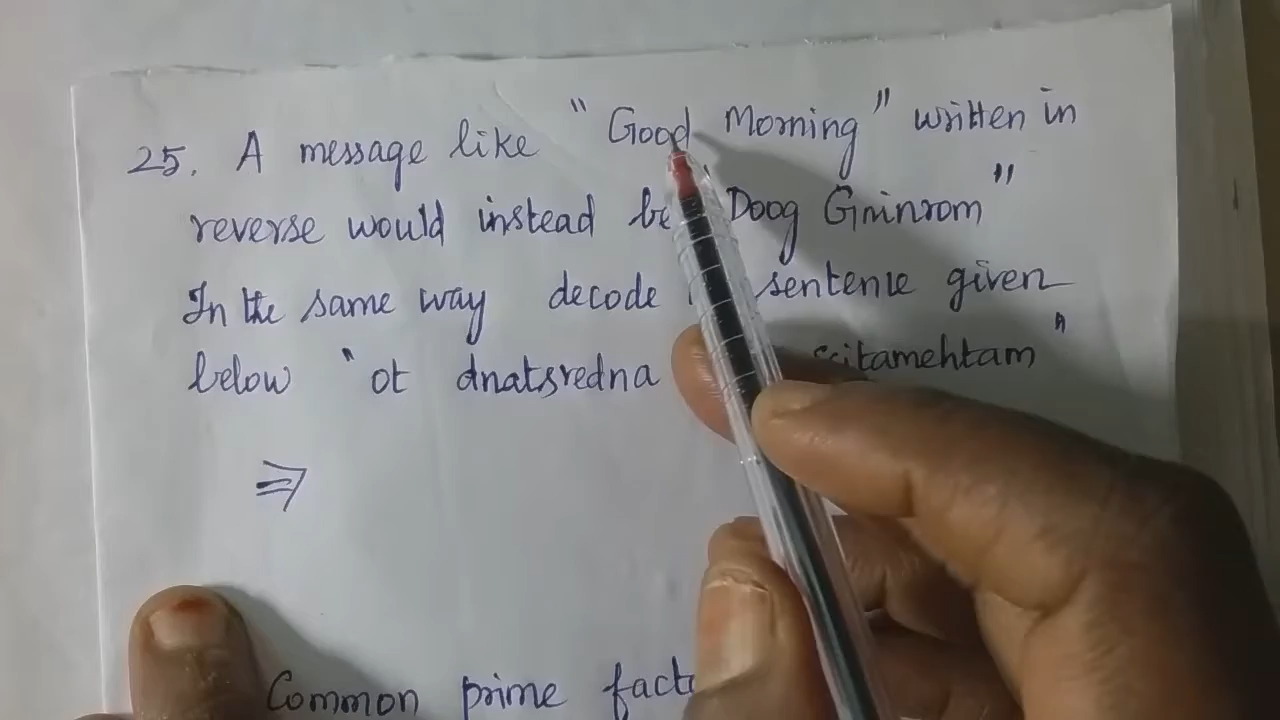 25. A message like "Good Morning" written in
reverse would instead be Doog Gninrom"
In the same way decode sentence given
below "ot dnatsredna scitamehtam"
⇒
Common prime